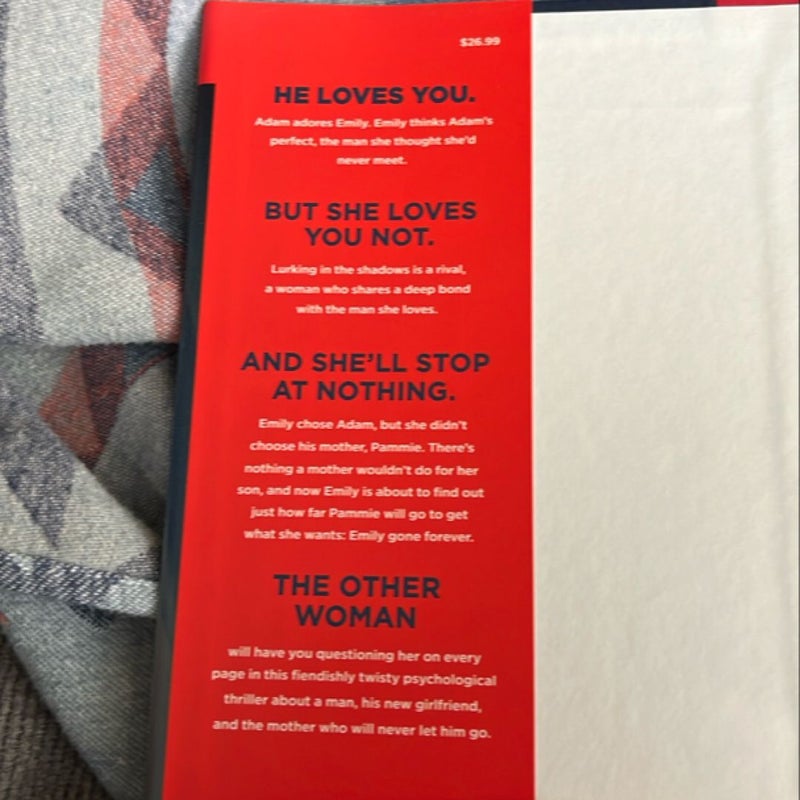 $26.99
HE LOVES YOU.
Adam adores Emily. Emily thinks Adam's
perfect, the man she thought she'd
never meet.
BUT SHE LOVES
YOU NOT.
Lurking in the shadows is a rival,
a woman who shares a deep bond
with the man she loves.
AND SHE'LL STOP
AT NOTHING.
Emily chose Adam, but she didn't
choose his mother, Pammie. There's
nothing a mother wouldn't do for her
son, and now Emily is about to find out
just how far Pammie will go to get
what she wants: Emily gone forever.
THE OTHER
WOMAN
will have you questioning her on every
page in this fiendishly twisty psychological
thriller about a man, his new girlfriend,
and the mother who will never let him go.